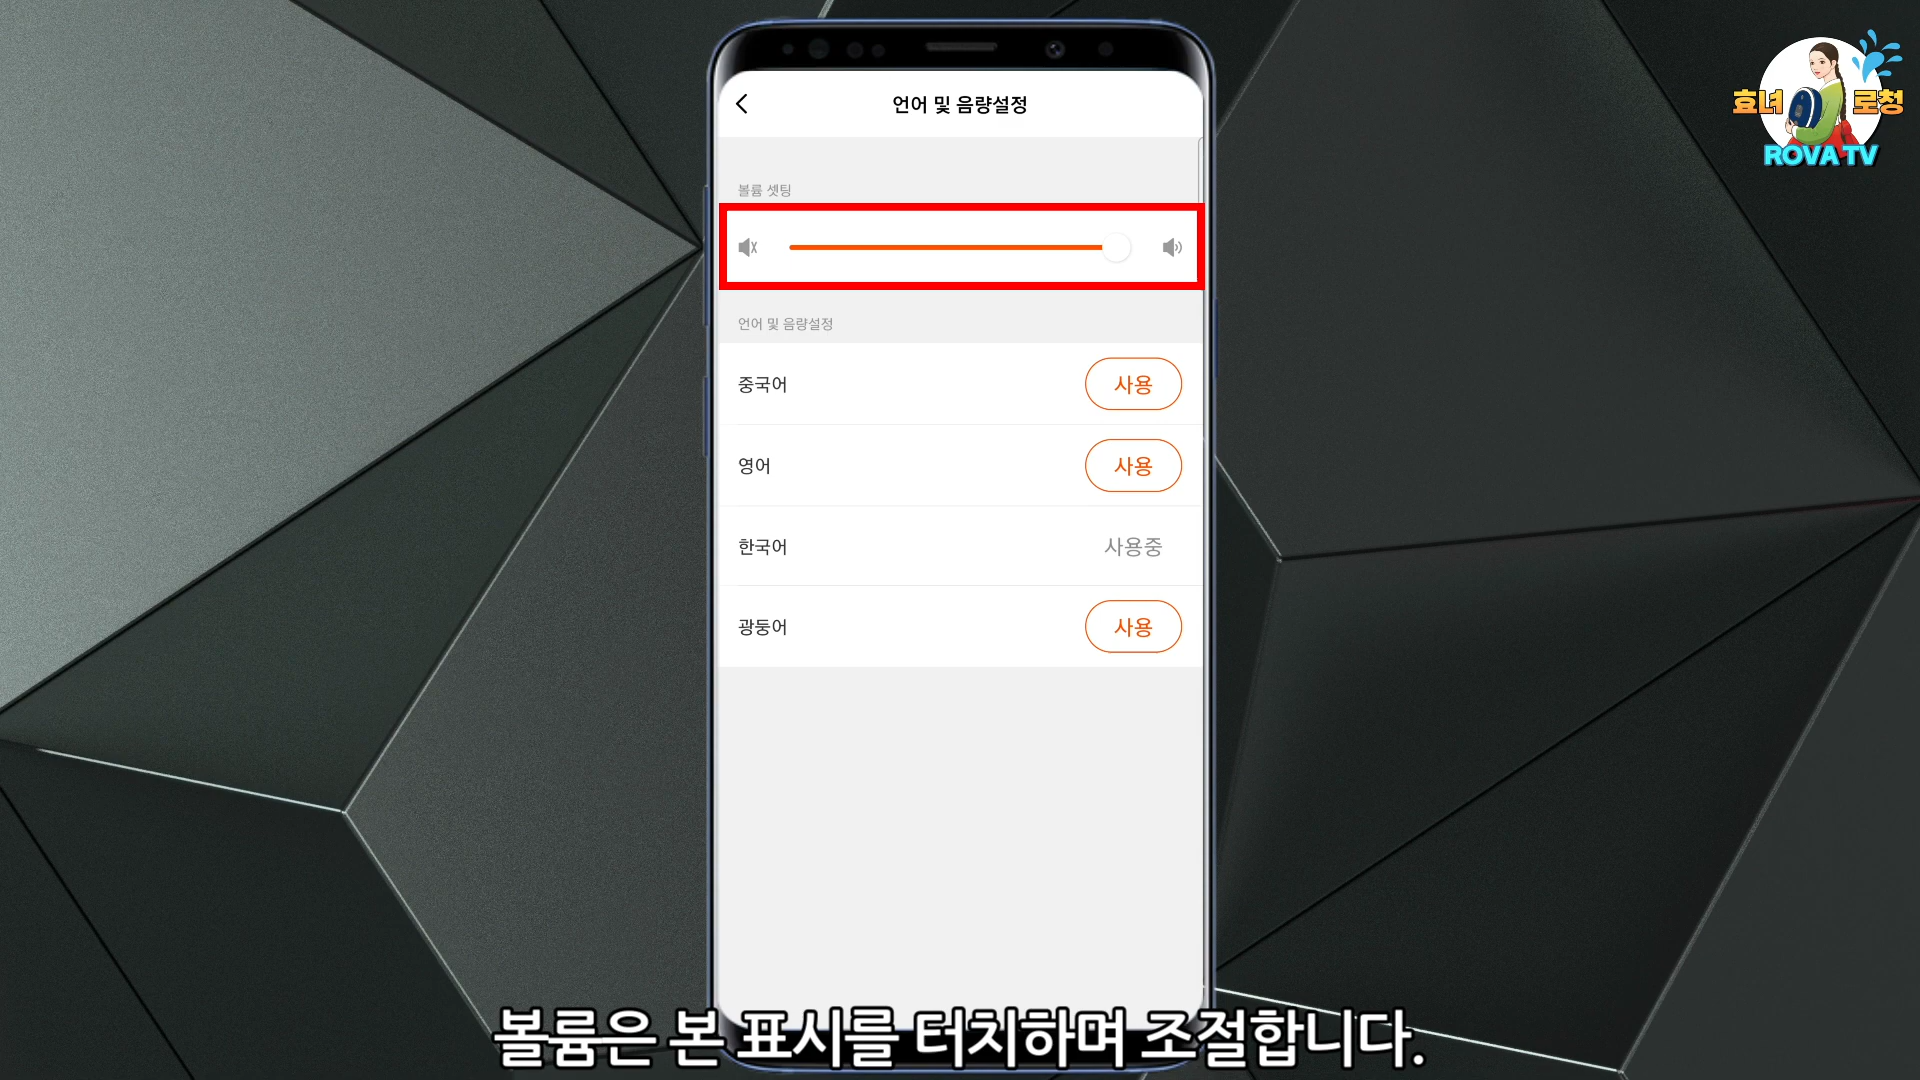 언어 및 음량설정
효녀 로청
ROVA TV
볼륨 셋팅
언어 및 음량설정
중국어 사용
영어 사용
한국어 사용중
광둥어 사용
볼륨은 본 표시를 터치하며 조절합니다.